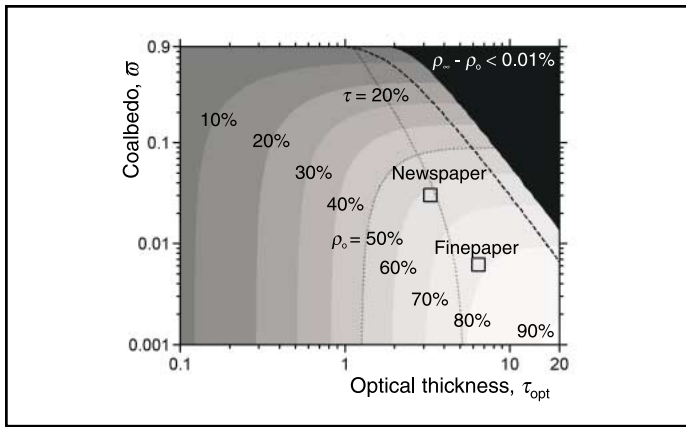 0.9
ρ∞ - ρₒ < 0.01%
τ = 20%
10%
0.1
20%
30%
Newspaper
40%
ρₒ = 50%
Finepaper
0.01
60%
70%
80%
90%
0.001
0.1
1
10
20
Optical thickness, τopt
Coalbedo, ϖ